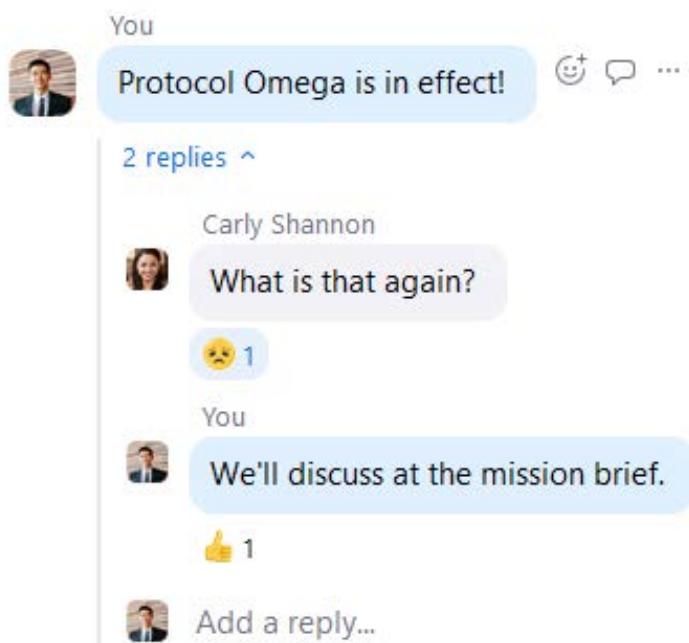 You
Protocol Omega is in effect!
2 replies
Carly Shannon
What is that again?
1
You
We'll discuss at the mission brief.
1
Add a reply...